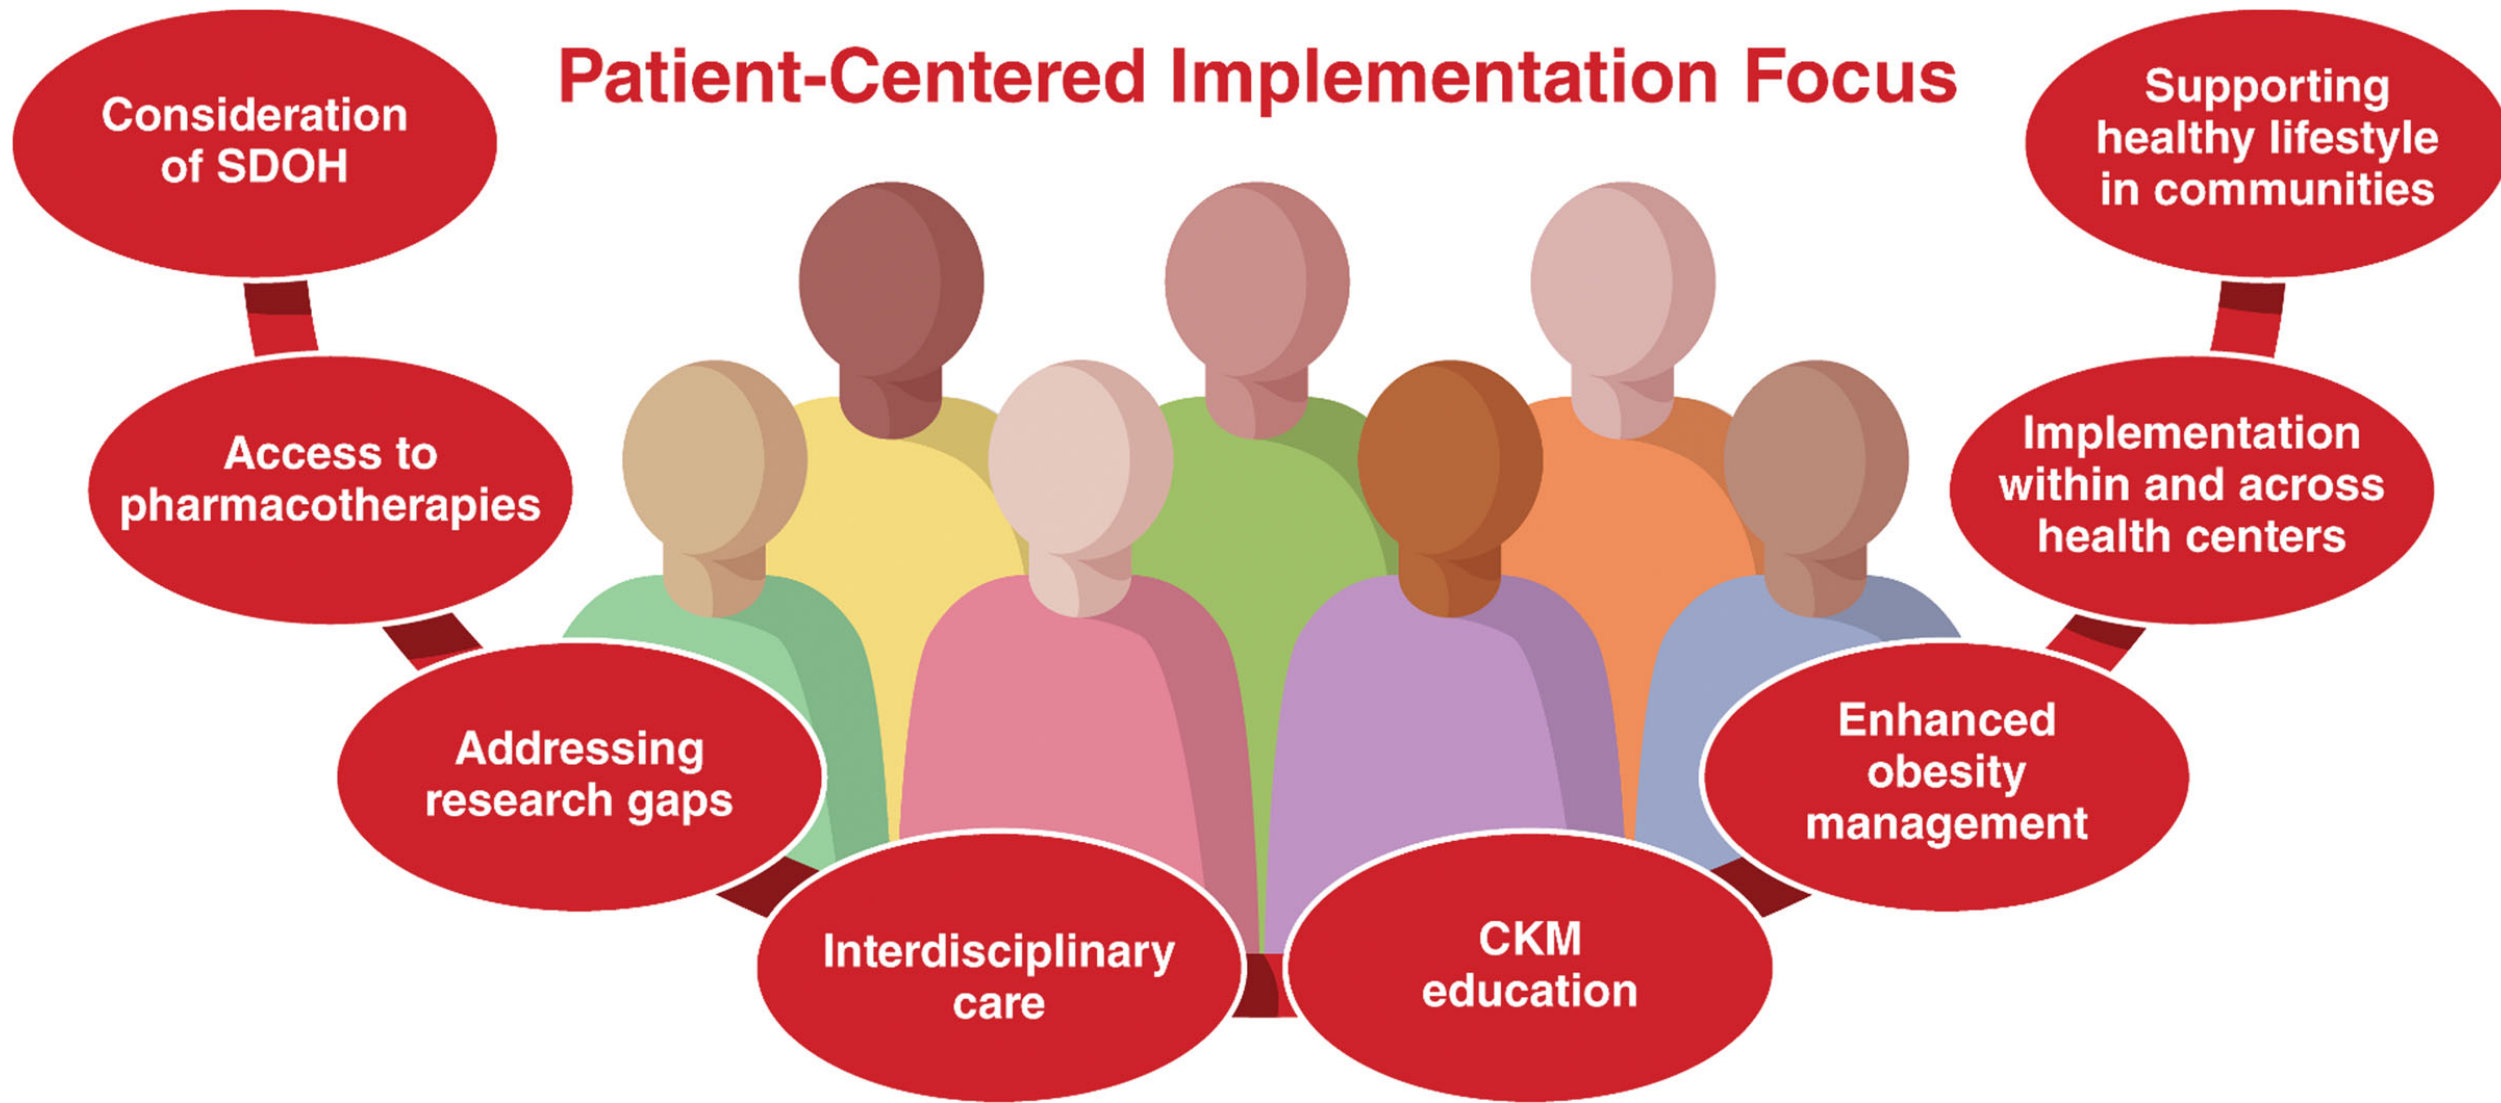 Patient-Centered Implementation Focus
Consideration
of SDOH
Access to
pharmacotherapies
Addressing
research gaps
Interdisciplinary
care
CKM
education
Enhanced
obesity
management
Implementation
within and across
health centers
Supporting
healthy lifestyle
in communities